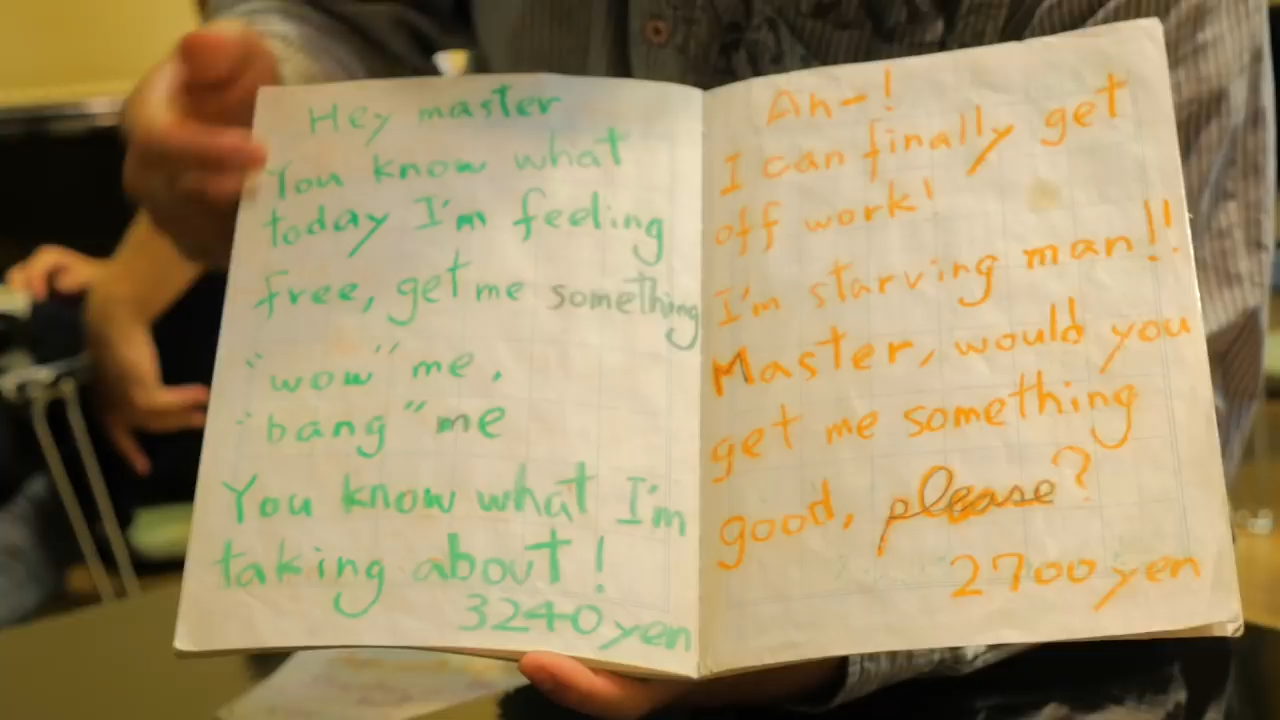 Hey master
You know what
today I'm feeling
free, get me something
"wow" me,
"bang" me
You know what I'm
taking about!
3240 yen
Ah-!
I can finally get
off work!
I'm starving man!!
Master, would you
get me something
good, please?
2700 yen